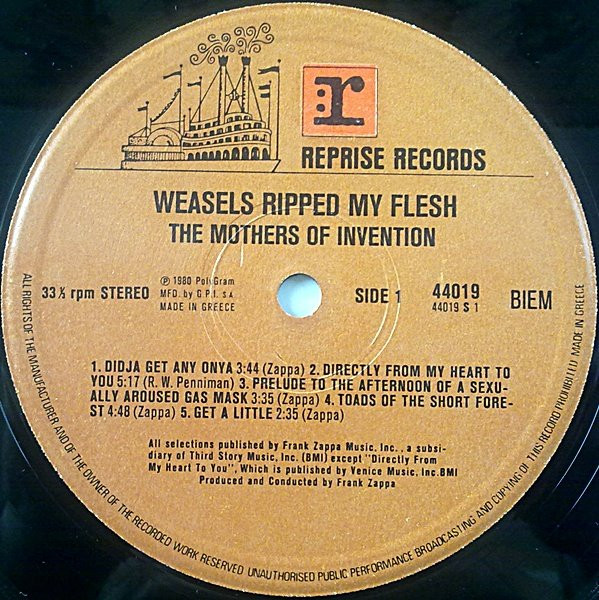 r
REPRISE RECORDS
WEASELS RIPPED MY FLESH
THE MOTHERS OF INVENTION
33 ⅓ rpm STEREO
℗ 1980 PolyGram
MFD. by G.P.I. S.A.
MADE IN GREECE
SIDE 1
44019
44019 S 1
BIEM
1. DIDJA GET ANY ONYA 3:44 (Zappa) 2. DIRECTLY FROM MY HEART TO
YOU 5:17 (R. W. Penniman) 3. PRELUDE TO THE AFTERNOON OF A SEXU-
ALLY AROUSED GAS MASK 3:35 (Zappa) 4. TOADS OF THE SHORT FORE-
ST 4:48 (Zappa) 5. GET A LITTLE 2:35 (Zappa)
All selections published by Frank Zappa Music, Inc., a subsi-
diary of Third Story Music, Inc. (BMI) except "Directly From
My Heart To You", Which is published by Venice Music, Inc.BMI
Produced and Conducted by Frank Zappa
ALL RIGHTS OF THE MANUFACTURER AND OF THE OWNER OF THE RECORDED WORK RESERVED UNAUTHORISED PUBLIC PERFORMANCE BROADCASTING AND COPYING OF THIS RECORD PROHIBITED MADE IN GREECE